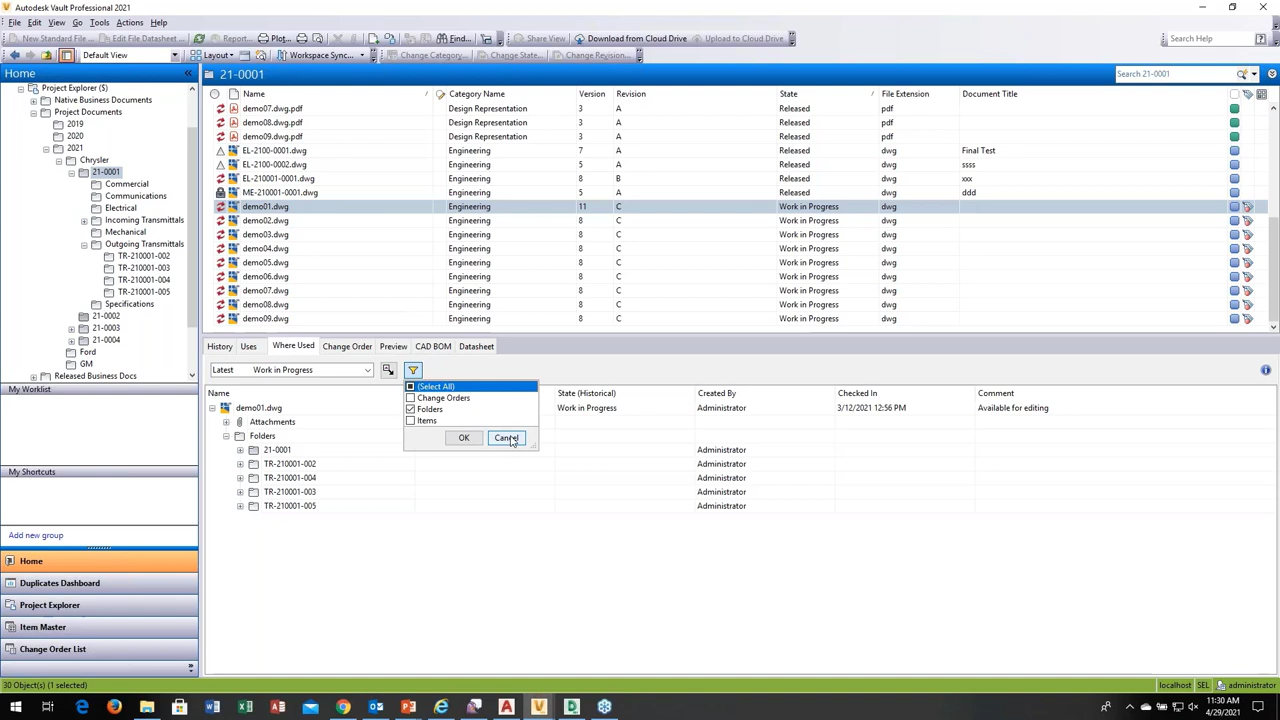 Autodesk Vault Professional 2021
File Edit View Go Tools Actions Help
New Standard File... Edit File Datasheet... Report... Plot... Find... Share View Download from Cloud Drive Upload to Cloud Drive Search Help
Default View Layout Workspace Sync... Change Category... Change State... Change Revision...
Home « 21-0001 Search 21-0001
Project Explorer ($)
Native Business Documents
Project Documents
2019
2020
2021
Chrysler
21-0001
Commercial
Communications
Electrical
Incoming Transmittals
Mechanical
Outgoing Transmittals
TR-210001-002
TR-210001-003
TR-210001-004
TR-210001-005
Specifications
21-0002
21-0003
21-0004
Ford
GM
Released Business Docs
My Worklist
My Shortcuts
Add new group
Home
Duplicates Dashboard
Project Explorer
Item Master
Change Order List
Name Category Name Version Revision State File Extension Document Title
demo07.dwg.pdf Design Representation 3 A Released pdf
demo08.dwg.pdf Design Representation 3 A Released pdf
demo09.dwg.pdf Design Representation 3 A Released pdf
EL-2100-0001.dwg Engineering 7 A Released dwg Final Test
EL-2100-0002.dwg Engineering 5 A Released dwg ssss
EL-210001-0001.dwg Engineering 8 B Released dwg xxx
ME-210001-0001.dwg Engineering 5 A Released dwg ddd
demo01.dwg Engineering 11 C Work in Progress dwg
demo02.dwg Engineering 8 C Work in Progress dwg
demo03.dwg Engineering 8 C Work in Progress dwg
demo04.dwg Engineering 8 C Work in Progress dwg
demo05.dwg Engineering 8 C Work in Progress dwg
demo06.dwg Engineering 8 C Work in Progress dwg
demo07.dwg Engineering 8 C Work in Progress dwg
demo08.dwg Engineering 8 C Work in Progress dwg
demo09.dwg Engineering 8 C Work in Progress dwg
History Uses Where Used Change Order Preview CAD BOM Datasheet
Latest Work in Progress
(Select All)
Change Orders
Folders
Items
OK Cancel
Name State (Historical) Created By Checked In Comment
demo01.dwg Work in Progress Administrator 3/12/2021 12:56 PM Available for editing
Attachments
Folders
21-0001 Administrator
TR-210001-002 Administrator
TR-210001-004 Administrator
TR-210001-003 Administrator
TR-210001-005 Administrator
30 Object(s) (1 selected) localhost SEL administrator
11:30 AM
4/29/2021